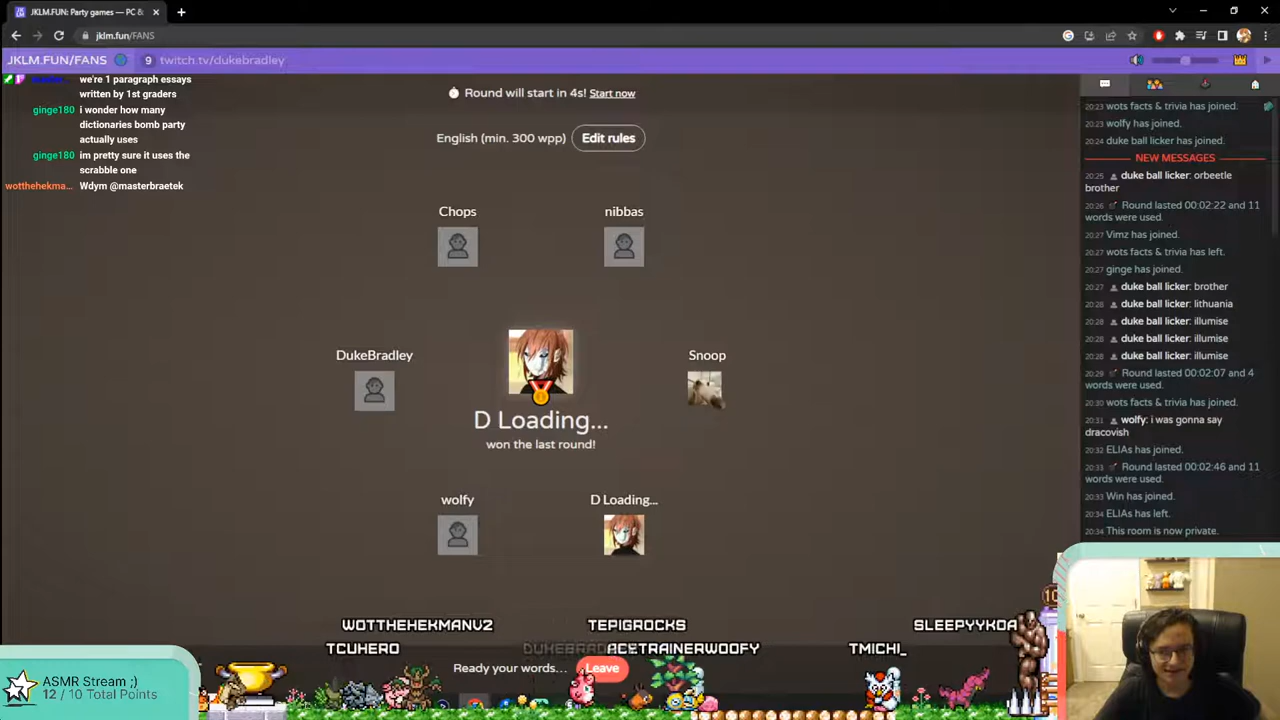 JKLM.FUN: Party games — PC &
jklm.fun/FANS
JKLM.FUN/FANS
9 twitch.tv/dukebradley
we're 1 paragraph essays
written by 1st graders
ginge180 i wonder how many
dictionaries bomb party
actually uses
ginge180 im pretty sure it uses the
scrabble one
wotthehekma... Wdym @masterbraetek
Round will start in 4s! Start now
English (min. 300 wpp) Edit rules
Chops
nibbas
DukeBradley
Snoop
D Loading...
won the last round!
wolfy
D Loading...
20:23 wots facts & trivia has joined.
20:23 wolfy has joined.
20:24 duke ball licker has joined.
NEW MESSAGES
20:25 duke ball licker: orbeetle
brother
20:26 Round lasted 00:02:22 and 11
words were used.
20:27 Vimz has joined.
20:27 wots facts & trivia has left.
20:27 ginge has joined.
20:27 duke ball licker: brother
20:28 duke ball licker: lithuania
20:28 duke ball licker: illumise
20:28 duke ball licker: illumise
20:28 duke ball licker: illumise
20:29 Round lasted 00:02:07 and 4
words were used.
20:30 wots facts & trivia has joined.
20:31 wolfy: i was gonna say
dracovish
20:32 ELIAs has joined.
20:33 Round lasted 00:02:46 and 11
words were used.
20:33 Win has joined.
20:34 ELIAs has left.
20:34 This room is now private.
WOTTHEHEKMANV2
TEPIGROCKS
SLEEPYYKOA
TCUHERO
ACETRAINERWOOFY
TMICHI_
Ready your words...
Leave
ASMR Stream ;)
12 / 10 Total Points